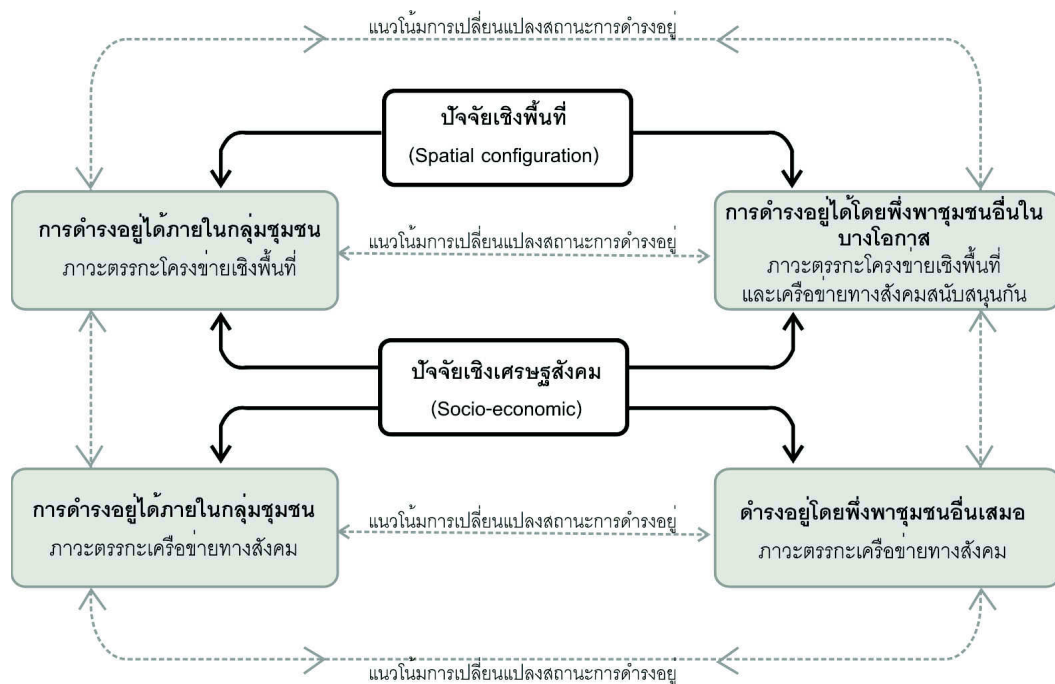 แนวโน้มการเปลี่ยนแปลงสถานะการดำรงอยู่
ปัจจัยเชิงพื้นที่
(Spatial configuration)
การดำรงอยู่ได้ภายในกลุ่มชุมชน
ภาวะตรรกะโครงข่ายเชิงพื้นที่
แนวโน้มการเปลี่ยนแปลงสถานะการดำรงอยู่
การดำรงอยู่ได้โดยพึ่งพาชุมชนอื่นใน
บางโอกาส
ภาวะตรรกะโครงข่ายเชิงพื้นที่
และเครือข่ายทางสังคมสนับสนุนกัน
ปัจจัยเชิงเศรษฐสังคม
(Socio-economic)
การดำรงอยู่ได้ภายในกลุ่มชุมชน
ภาวะตรรกะเครือข่ายทางสังคม
แนวโน้มการเปลี่ยนแปลงสถานะการดำรงอยู่
ดำรงอยู่โดยพึ่งพาชุมชนอื่นเสมอ
ภาวะตรรกะเครือข่ายทางสังคม
แนวโน้มการเปลี่ยนแปลงสถานะการดำรงอยู่